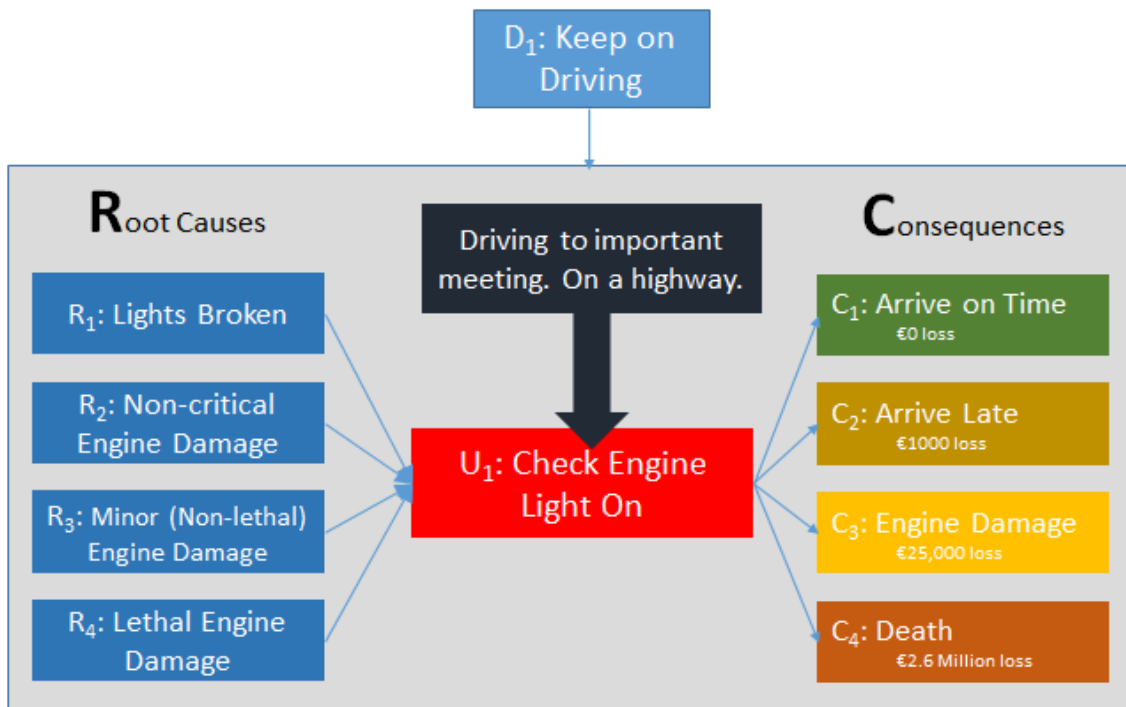 D₁: Keep on
Driving
Root Causes
R₁: Lights Broken
R₂: Non-critical
Engine Damage
R₃: Minor (Non-lethal)
Engine Damage
R₄: Lethal Engine
Damage
Driving to important
meeting. On a highway.
U₁: Check Engine
Light On
Consequences
C₁: Arrive on Time
€0 loss
C₂: Arrive Late
€1000 loss
C₃: Engine Damage
€25,000 loss
C₄: Death
€2.6 Million loss